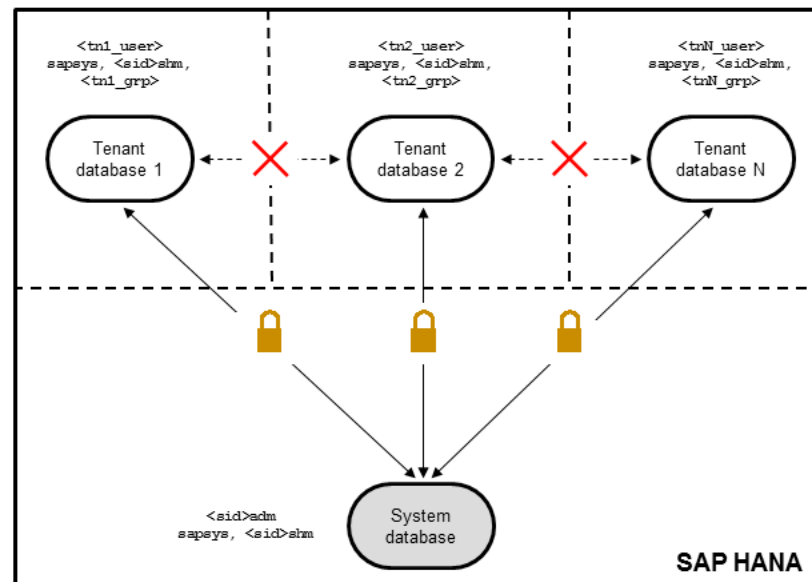 <tn1_user>
sapsys, <sid>shm,
<tn1_grp>
<tn2_user>
sapsys, <sid>shm,
<tn2_grp>
<tnN_user>
sapsys, <sid>shm,
<tnN_grp>
Tenant
database 1
Tenant
database 2
Tenant
database N
<sid>adm
sapsys, <sid>shm
System
database
SAP HANA